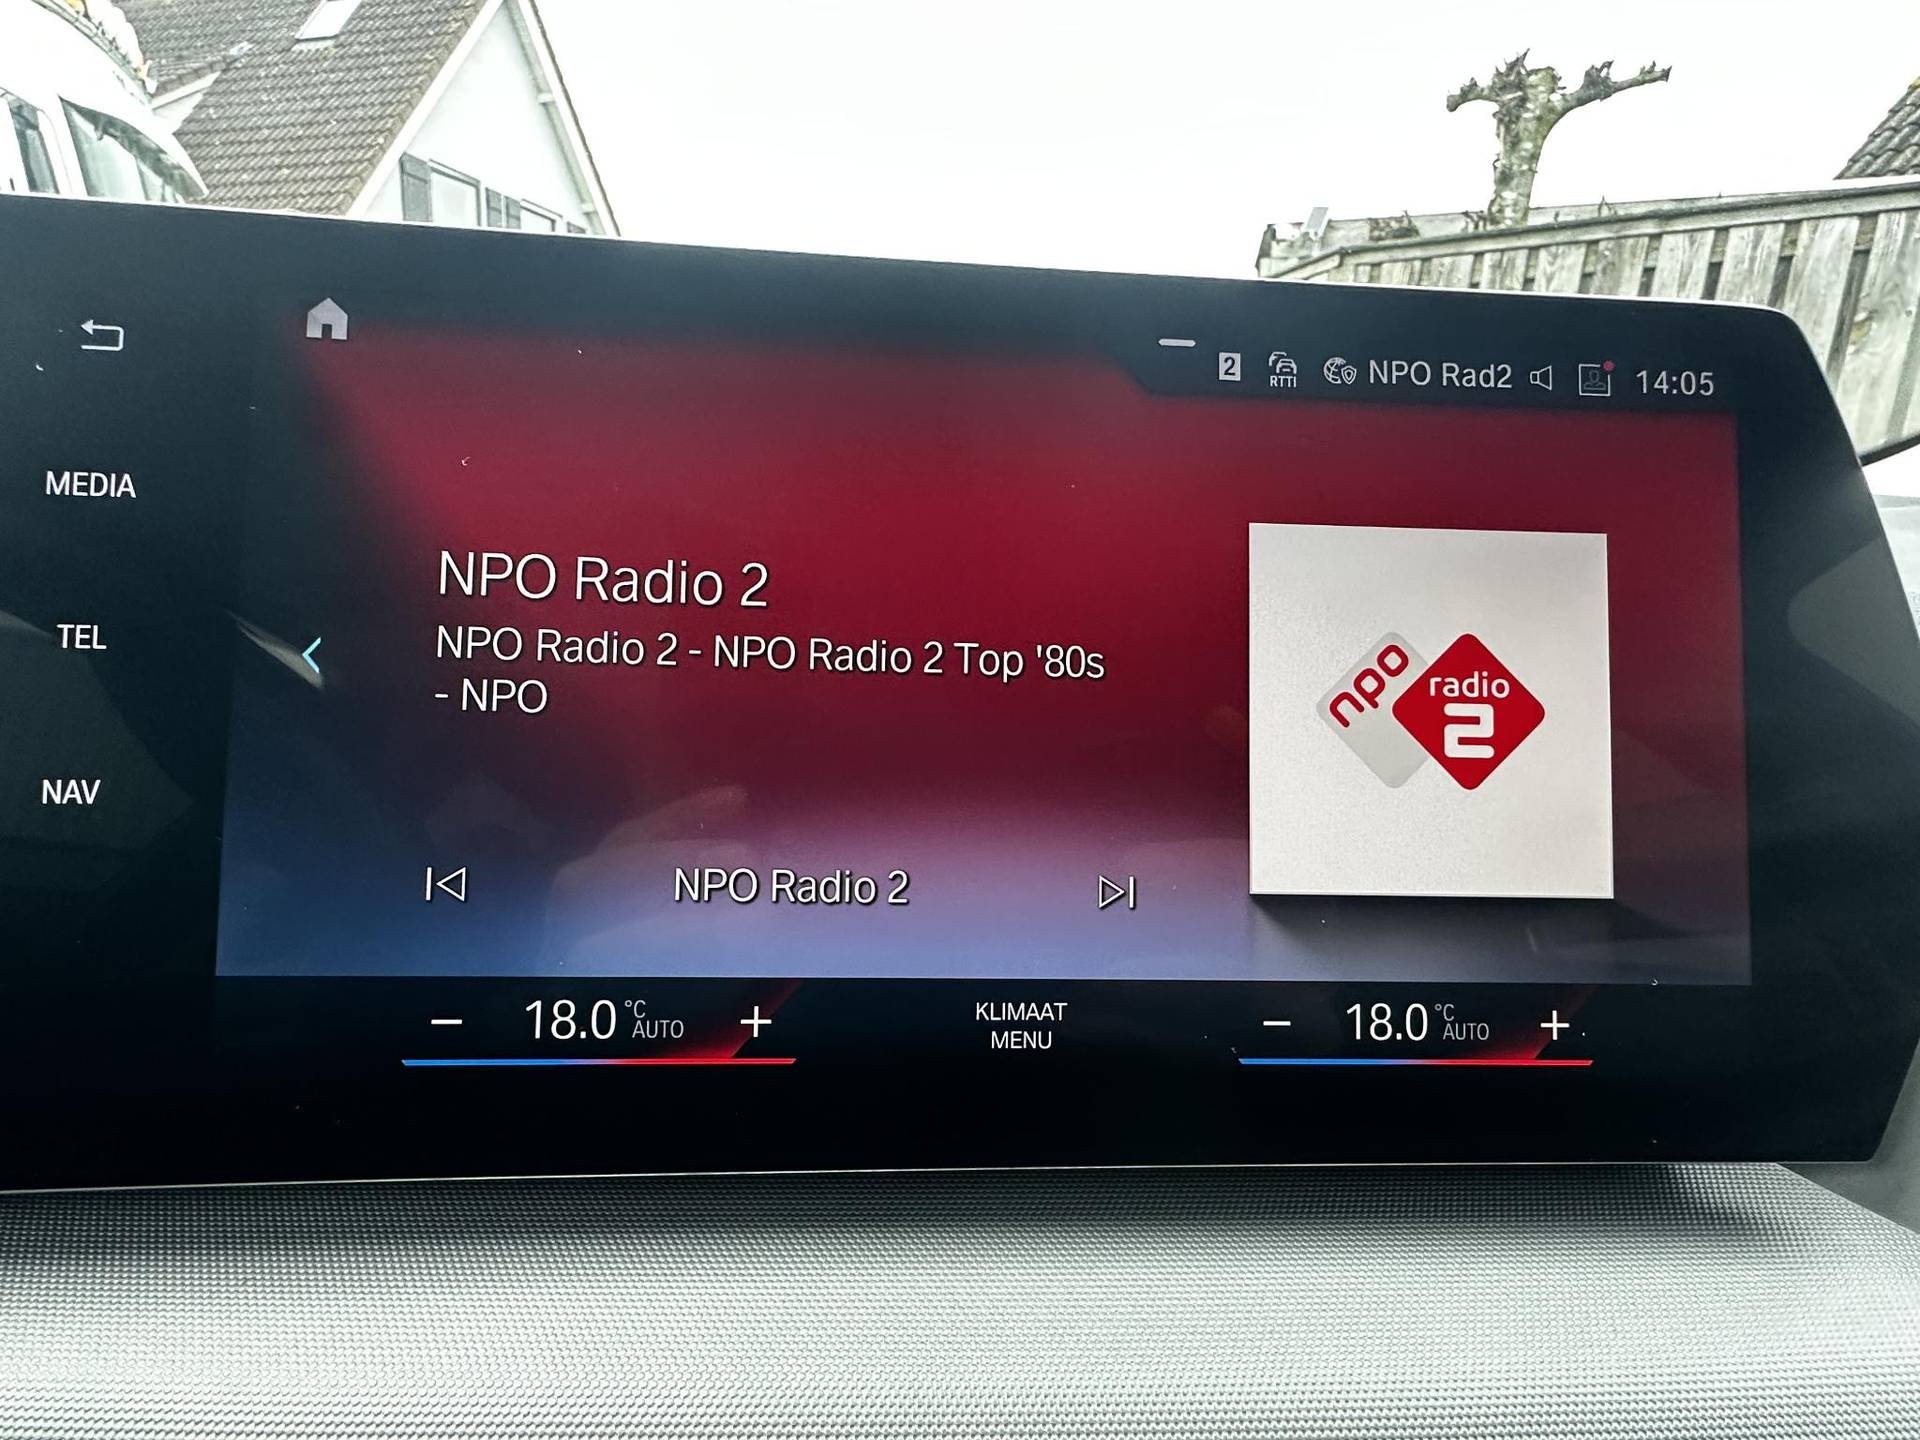 2 RTTI NPO Rad2 14:05
MEDIA
TEL
NAV
NPO Radio 2
NPO Radio 2 - NPO Radio 2 Top '80s
- NPO
npo radio 2
NPO Radio 2
− 18.0 °C AUTO +
KLIMAAT
MENU
− 18.0 °C AUTO +